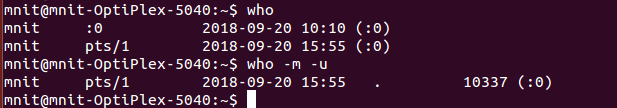 mnit@mnit-OptiPlex-5040:~$ who
mnit     :0           2018-09-20 10:10 (:0)
mnit     pts/1        2018-09-20 15:55 (:0)
mnit@mnit-OptiPlex-5040:~$ who -m -u
mnit     pts/1        2018-09-20 15:55   .         10337 (:0)
mnit@mnit-OptiPlex-5040:~$